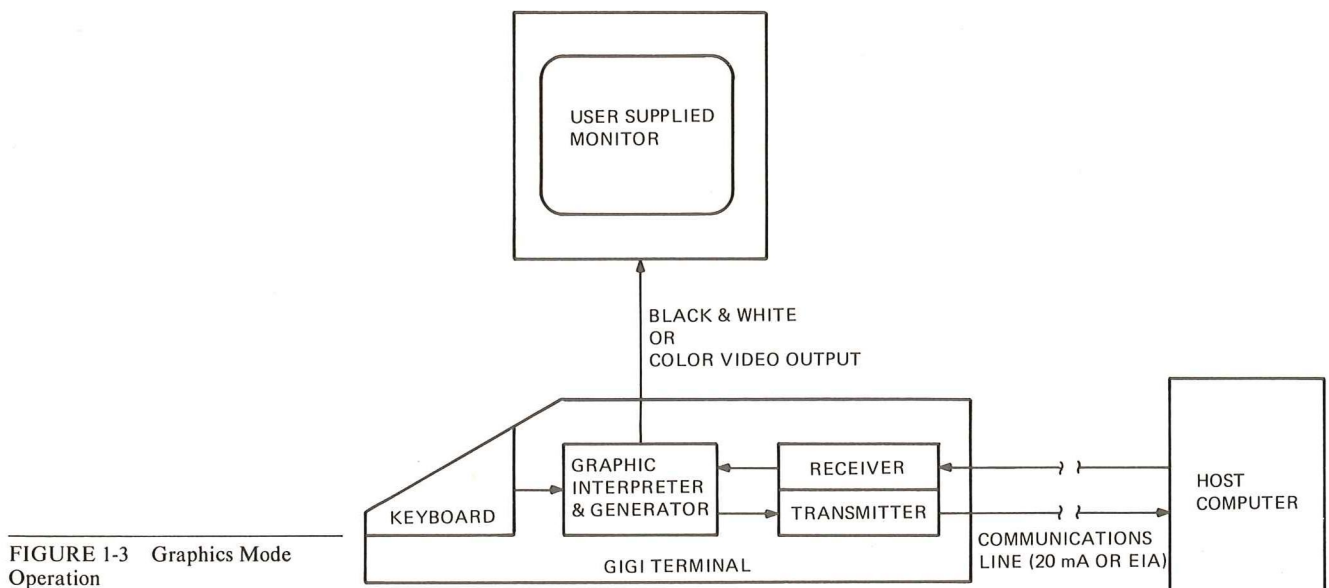 USER SUPPLIED
MONITOR
BLACK & WHITE
OR
COLOR VIDEO OUTPUT
KEYBOARD
GRAPHIC
INTERPRETER
& GENERATOR
RECEIVER
TRANSMITTER
GIGI TERMINAL
COMMUNICATIONS
LINE (20 mA OR EIA)
HOST
COMPUTER
FIGURE 1-3 Graphics Mode
Operation